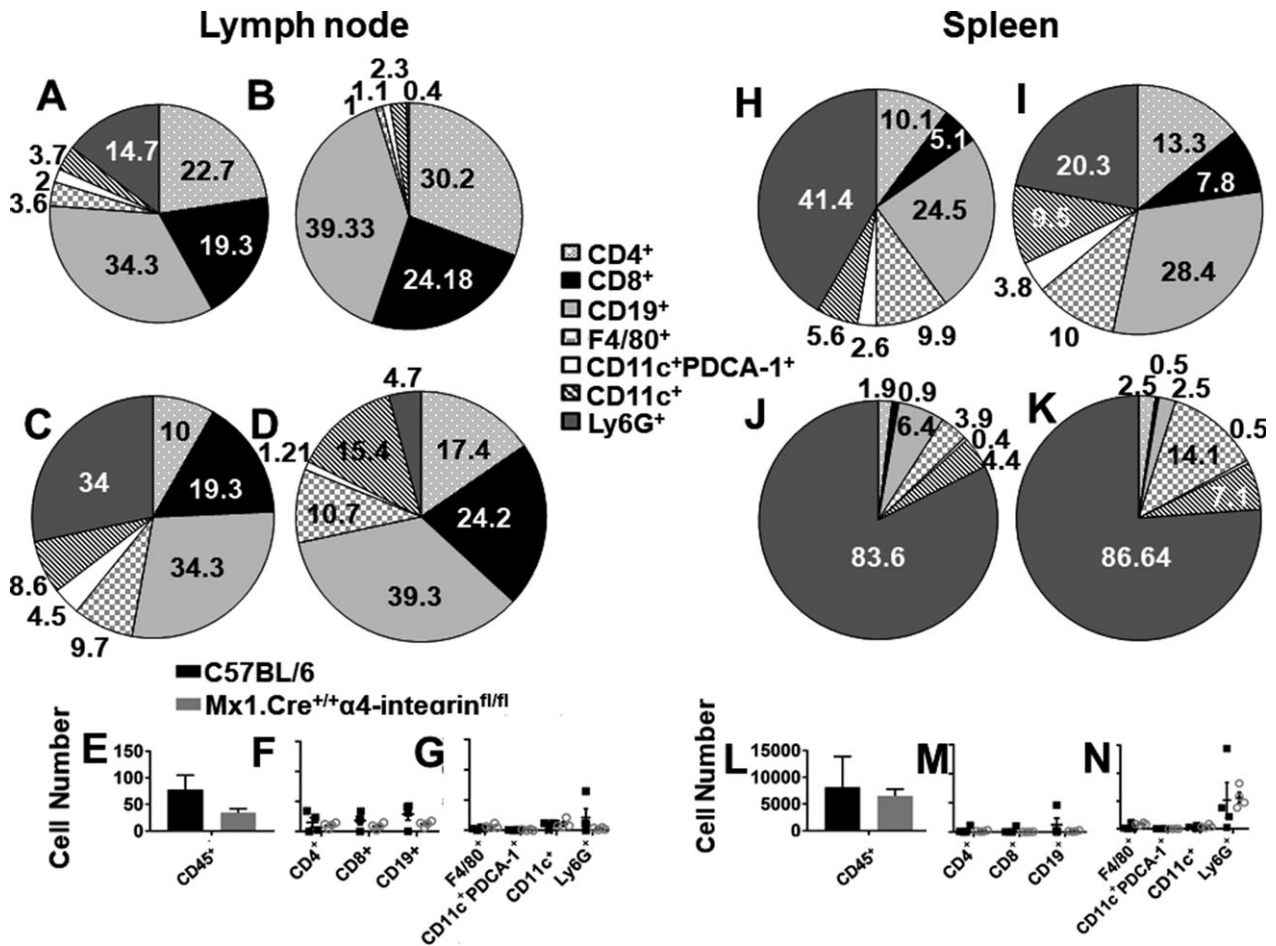 Lymph node
Spleen
A
14.7
22.7
3.7
2
3.6
19.3
34.3
B
2.3
1.1
0.4
1
30.2
39.33
24.18
CD4+
CD8+
CD19+
F4/80+
CD11c+PDCA-1+
CD11c+
Ly6G+
H
10.1
5.1
41.4
24.5
5.6
2.6
9.9
I
13.3
20.3
7.8
9.5
28.4
3.8
10
C
10
34
19.3
34.3
8.6
4.5
9.7
D
4.7
17.4
15.4
1.21
24.2
10.7
39.3
J
1.9
0.9
6.4
3.9
0.4
4.4
83.6
K
0.5
2.5
2.5
0.5
14.1
7.1
86.64
C57BL/6
Mx1.Cre+/+α4-integrinfl/fl
Cell Number
E
150
100
50
0
CD45+
F
CD4+
CD8+
CD19+
G
F4/80+
CD11c+PDCA-1+
CD11c+
Ly6G+
Cell Number
L
15000
10000
5000
0
CD45+
M
CD4+
CD8+
CD19+
N
F4/80+
CD11c+PDCA-1+
CD11c+
Ly6G+